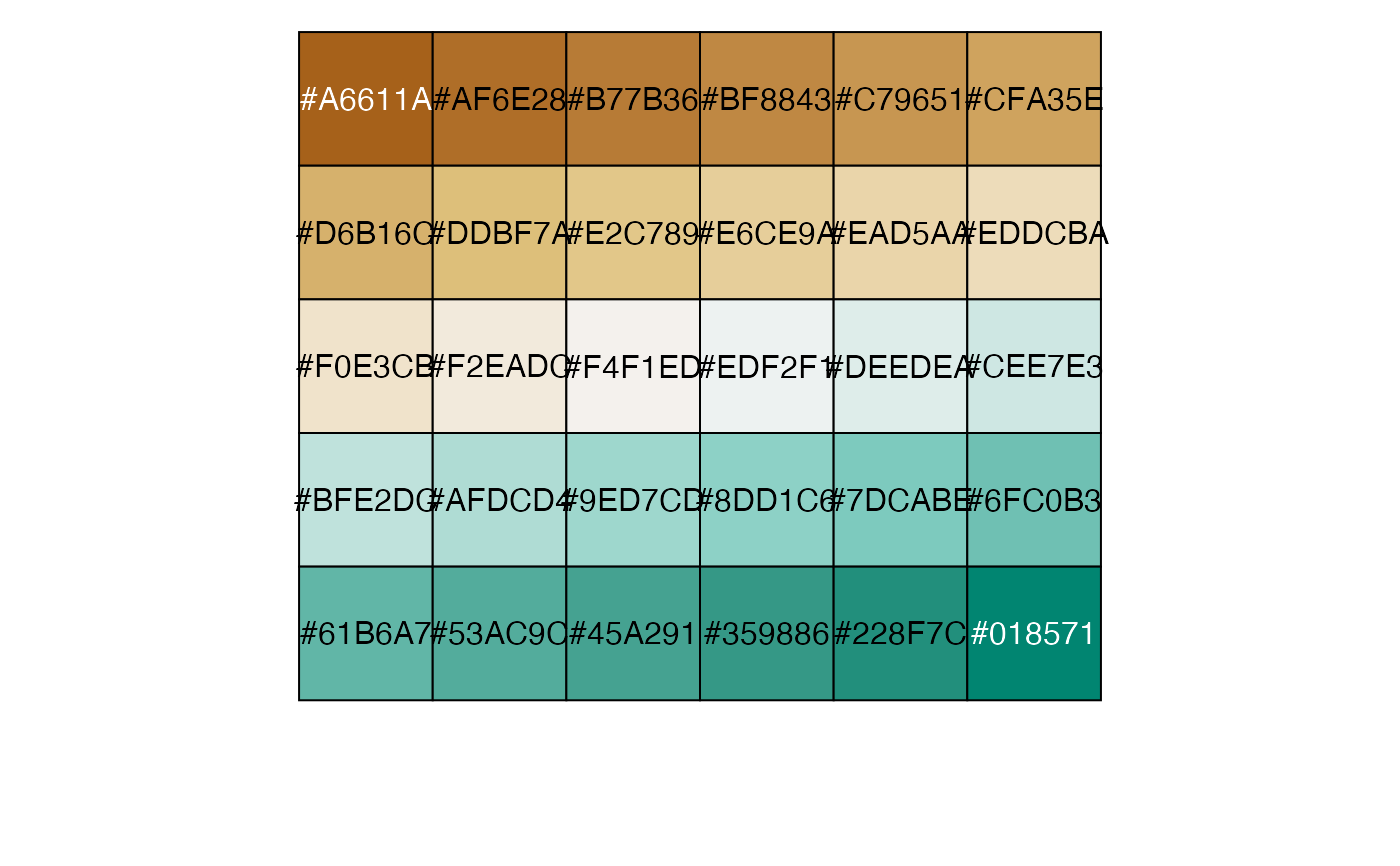 #A6611A #AF6E28 #B77B36 #BF8843 #C79651 #CFA35E
#D6B16C #DDBF7A #E2C789 #E6CE9A #EAD5AA #EDDCBA
#F0E3CB #F2EADC #F4F1ED #EDF2F1 #DEEDEA #CEE7E3
#BFE2DC #AFDCD4 #9ED7CD #8DD1C6 #7DCABE #6FC0B3
#61B6A7 #53AC9C #45A291 #359886 #228F7C #018571